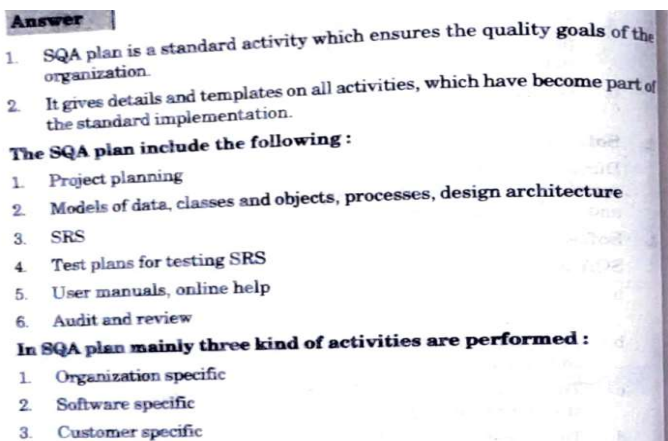 Answer
1. SQA plan is a standard activity which ensures the quality goals of the
organization.
2. It gives details and templates on all activities, which have become part of
the standard implementation.
The SQA plan include the following :
1. Project planning
2. Models of data, classes and objects, processes, design architecture
3. SRS
4. Test plans for testing SRS
5. User manuals, online help
6. Audit and review
In SQA plan mainly three kind of activities are performed :
1. Organization specific
2. Software specific
3. Customer specific